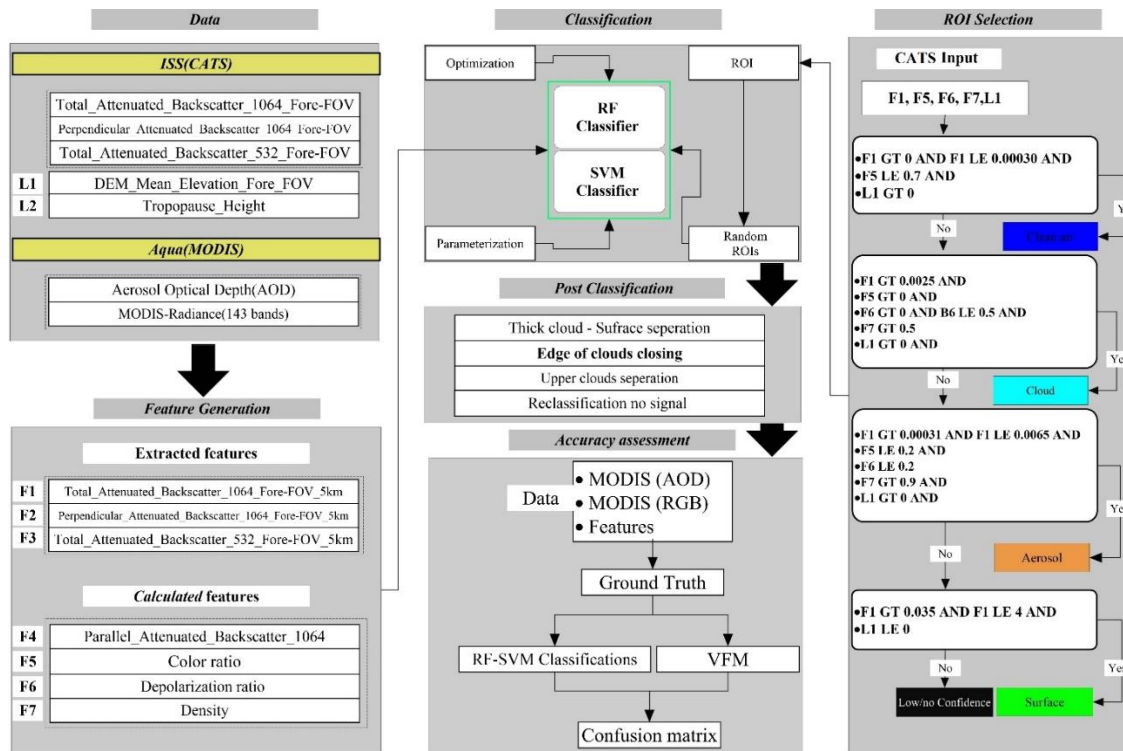 Data
ISS(CATS)
Total_Attenuated_Backscatter_1064_Fore-FOV
Perpendicular_Attenuated_Backscatter_1064_Fore-FOV
Total_Attenuated_Backscatter_532_Fore-FOV
L1 DEM_Mean_Elevation_Fore_FOV
L2 Tropopause_Height
Aqua(MODIS)
Aerosol Optical Depth(AOD)
MODIS-Radiance(143 bands)
Feature Generation
Extracted features
F1 Total_Attenuated_Backscatter_1064_Fore-FOV_5km
F2 Perpendicular_Attenuated_Backscatter_1064_Fore-FOV_5km
F3 Total_Attenuated_Backscatter_532_Fore-FOV_5km
Calculated features
F4 Parallel_Attenuated_Backscatter_1064
F5 Color ratio
F6 Depolarization ratio
F7 Density
Classification
Optimization
ROI
RF
Classifier
SVM
Classifier
Parameterization
Random
ROIs
Post Classification
Thick cloud - Sufrace seperation
Edge of clouds closing
Upper clouds seperation
Reclassification no signal
Accuracy assessment
Data
• MODIS (AOD)
• MODIS (RGB)
• Features
Ground Truth
RF-SVM Classifications
VFM
Confusion matrix
ROI Selection
CATS Input
F1, F5, F6, F7,L1
•F1 GT 0 AND F1 LE 0.00030 AND
•F5 LE 0.7 AND
•L1 GT 0
Y
No
Clean air
•F1 GT 0.0025 AND
•F5 GT 0 AND
•F6 GT 0 AND B6 LE 0.5 AND
•F7 GT 0.5
•L1 GT 0 AND
Yes
No
Cloud
•F1 GT 0.00031 AND F1 LE 0.0065 AND
•F5 LE 0.2 AND
•F6 LE 0.2
•F7 GT 0.9 AND
•L1 GT 0 AND
Yes
No
Aerosol
•F1 GT 0.035 AND F1 LE 4 AND
•L1 LE 0
No
Yes
Low/no Confidence
Surface